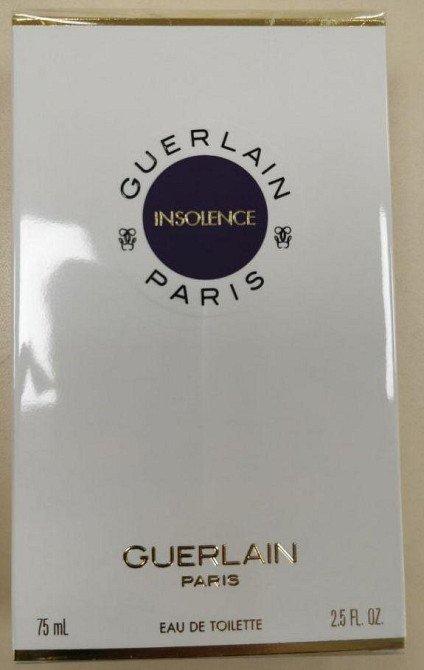 GUERLAIN
INSOLENCE
PARIS
GUERLAIN
PARIS
75 mL EAU DE TOILETTE 2.5 FL. OZ.